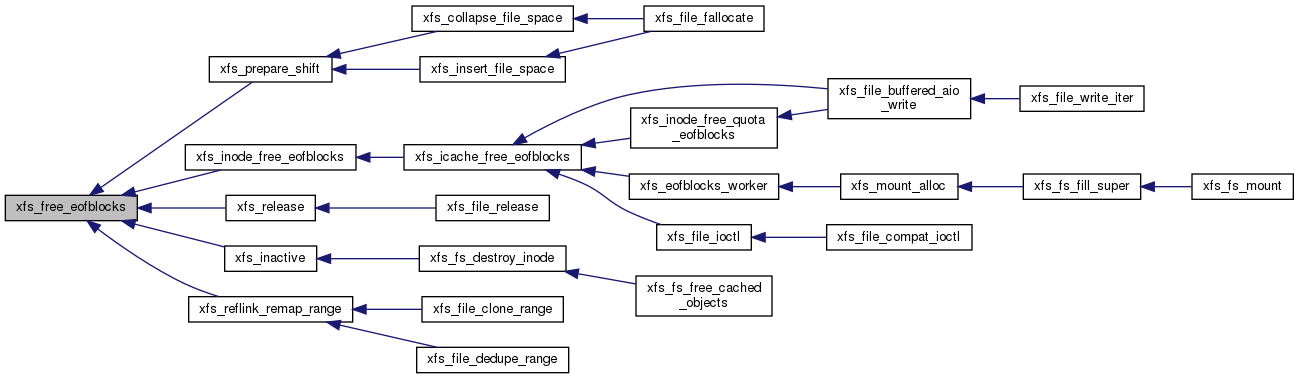 xfs_collapse_file_space
xfs_file_fallocate
xfs_prepare_shift
xfs_insert_file_space
xfs_file_buffered_aio
_write
xfs_file_write_iter
xfs_inode_free_quota
_eofblocks
xfs_inode_free_eofblocks
xfs_icache_free_eofblocks
xfs_eofblocks_worker
xfs_mount_alloc
xfs_fs_fill_super
xfs_fs_mount
xfs_free_eofblocks
xfs_release
xfs_file_release
xfs_file_ioctl
xfs_file_compat_ioctl
xfs_inactive
xfs_fs_destroy_inode
xfs_fs_free_cached
_objects
xfs_reflink_remap_range
xfs_file_clone_range
xfs_file_dedupe_range